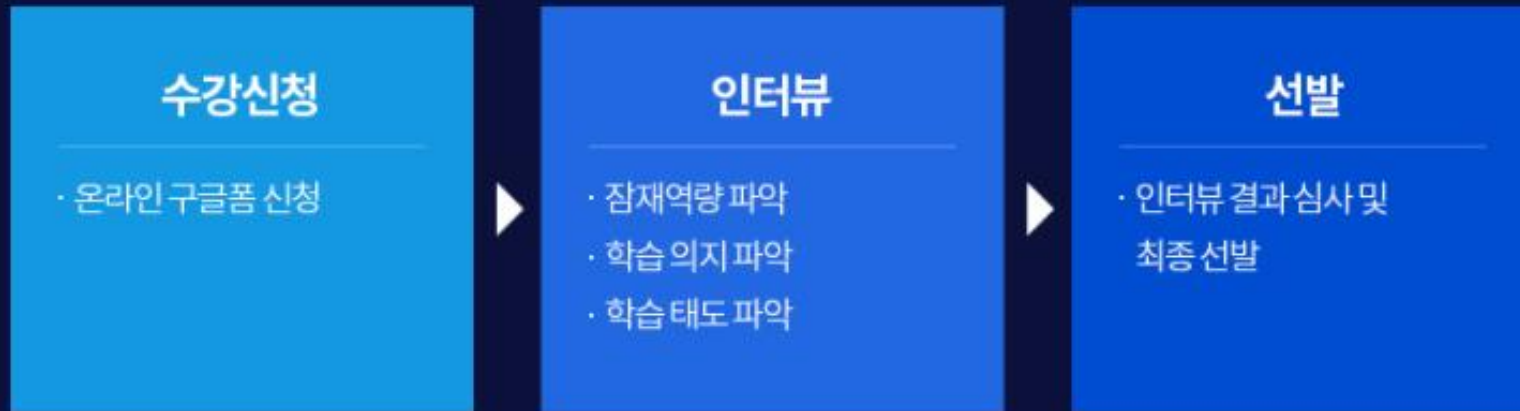 수강신청
· 온라인 구글폼 신청
인터뷰
· 잠재역량 파악
· 학습 의지 파악
· 학습 태도 파악
선발
· 인터뷰 결과 심사 및
최종 선발